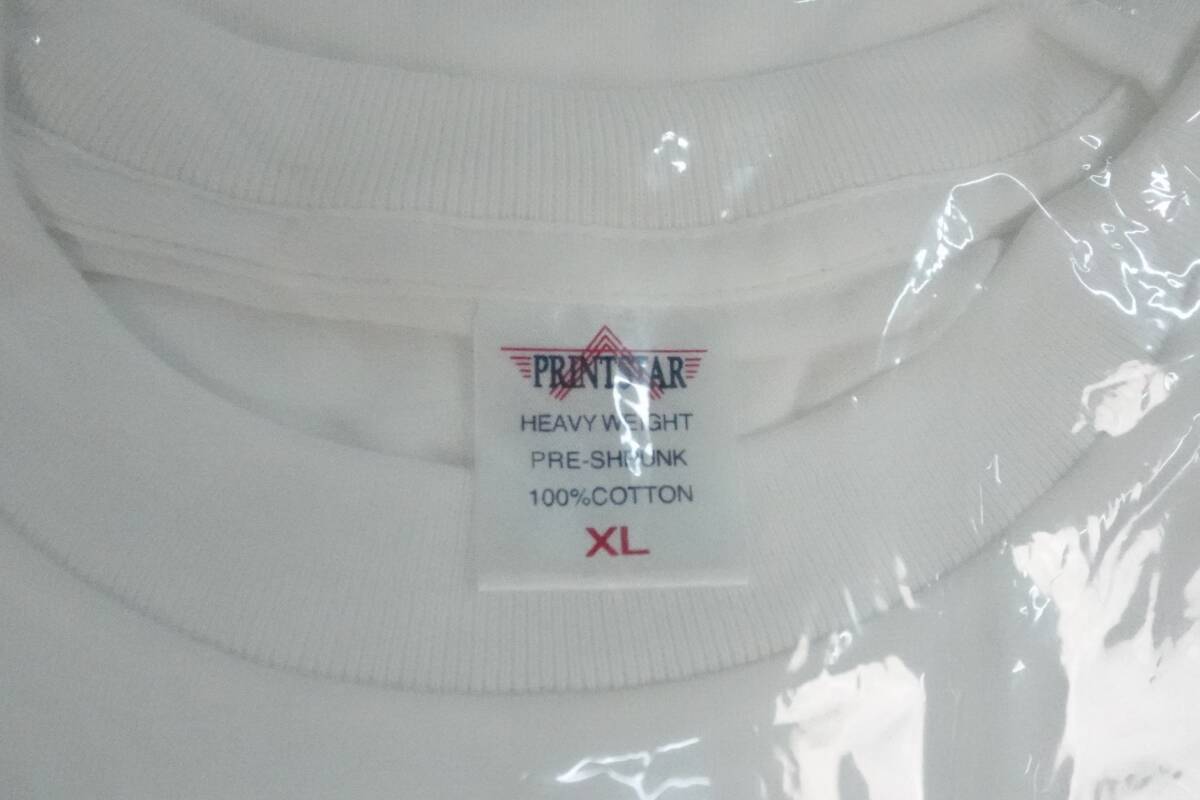 PRINTSTAR
HEAVY WEIGHT
PRE-SHRUNK
100%COTTON
XL